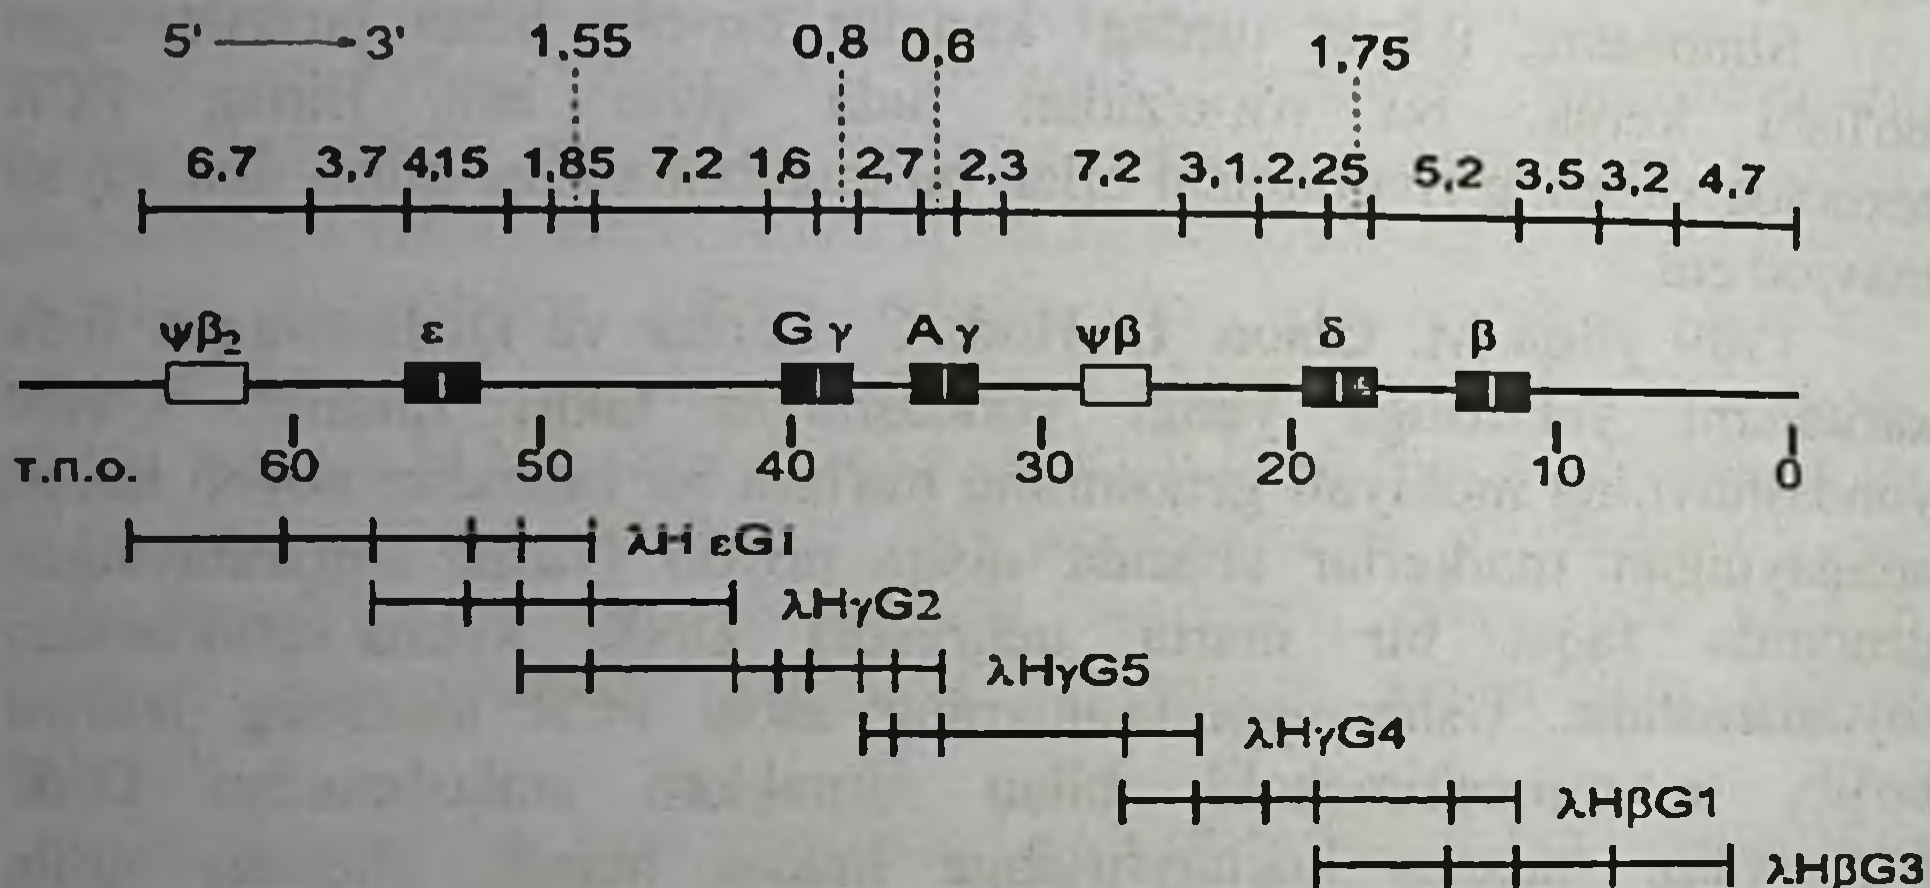 5' 3' 1,55 0,8 0,6 1,75
6,7 3,7 4,15 1,85 7,2 1,6 2,7 2,3 7,2 3,1.2,25 5,2 3,5 3,2 4,7
ψβ2 ε G γ A γ ψβ δ β
т.п.о. 60 50 40 30 20 10 0
λH εG1
λHγG2
λHγG5
λHγG4
λHβG1
λHβG3